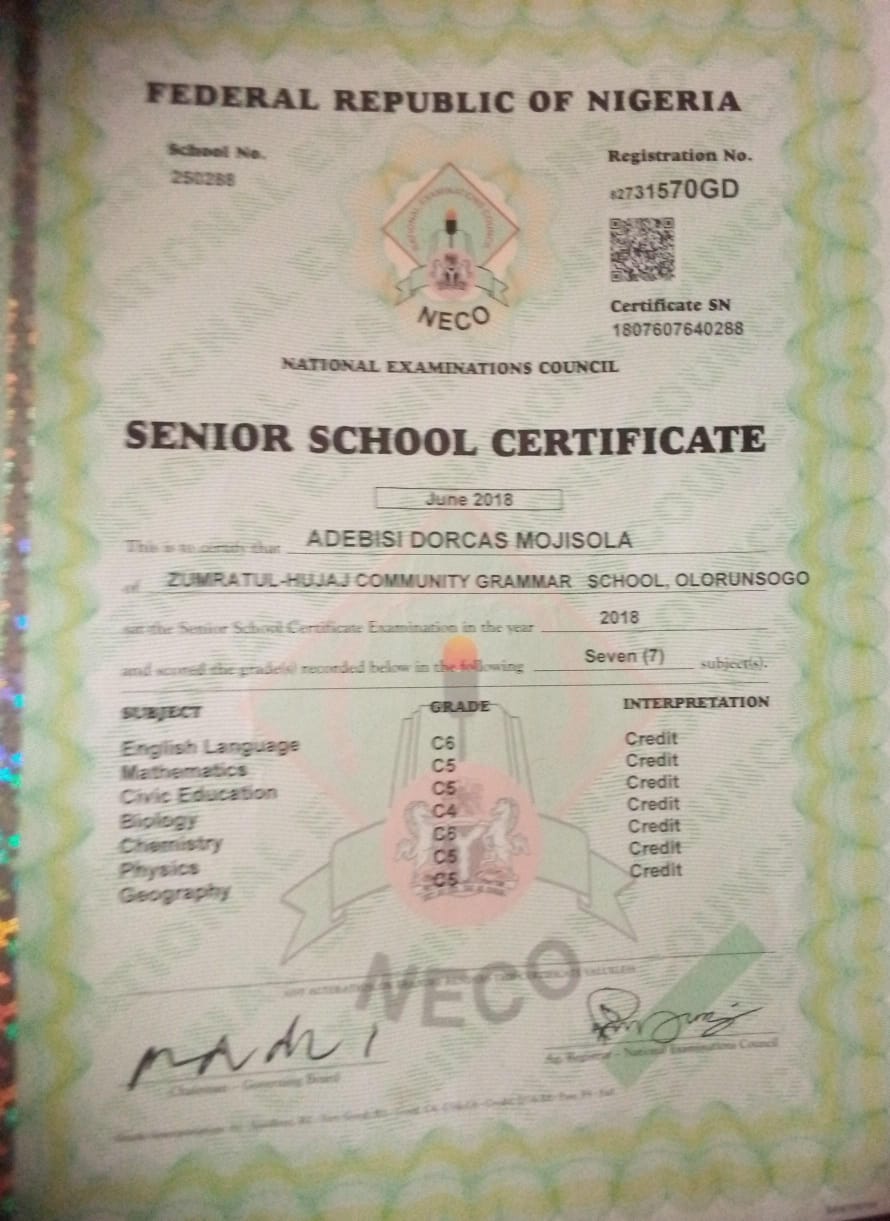 FEDERAL REPUBLIC OF NIGERIA
School No.
250288
Registration No.
82731570GD
NATIONAL EXAMINATIONS COUNCIL
NECO
Certificate SN
1807607640288
NATIONAL EXAMINATIONS COUNCIL
SENIOR SCHOOL CERTIFICATE
June 2018
This is to certify that ADEBISI DORCAS MOJISOLA
of ZUMRATUL-HUJAJ COMMUNITY GRAMMAR SCHOOL, OLORUNSOGO
sat the Senior School Certificate Examination in the year 2018
and scored the grade(s) recorded below in the following Seven (7) subject(s).
SUBJECT GRADE INTERPRETATION
English Language C6 Credit
Mathematics C5 Credit
Civic Education C5 Credit
Biology C4 Credit
Chemistry Credit
Physics C5 Credit
Geography C5 Credit
NECO
Chairman - Governing Board
Ag. Registrar - National Examinations Council